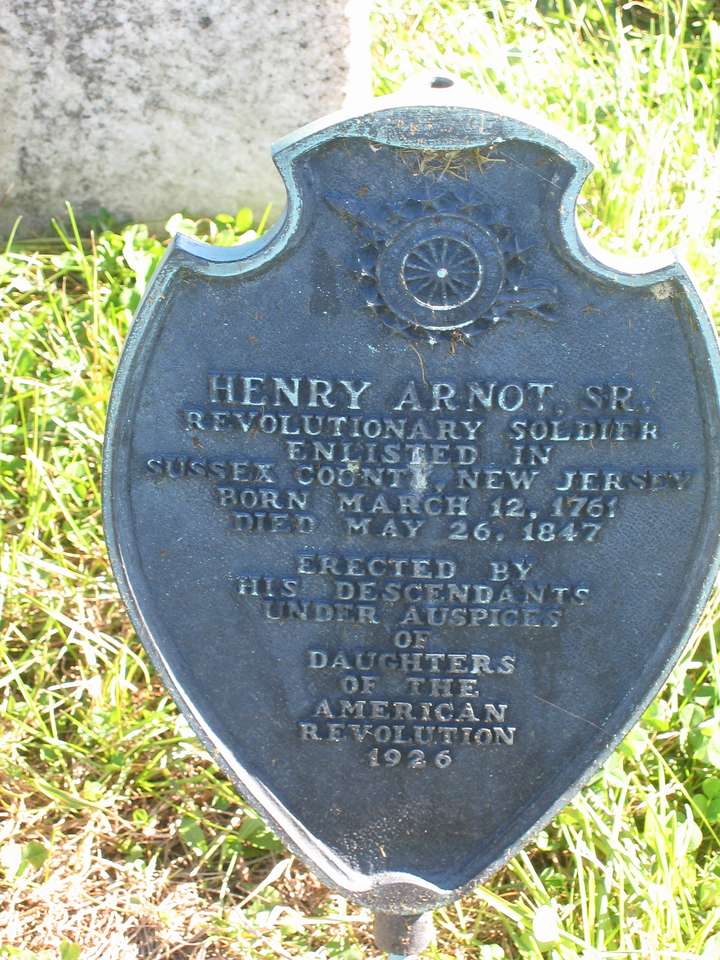 HENRY ARNOT, SR.
REVOLUTIONARY SOLDIER
ENLISTED IN
SUSSEX COUNTY, NEW JERSEY
BORN MARCH 12, 1761
DIED MAY 26, 1847
ERECTED BY
HIS DESCENDANTS
UNDER AUSPICES
OF
DAUGHTERS
OF THE
AMERICAN
REVOLUTION
1926